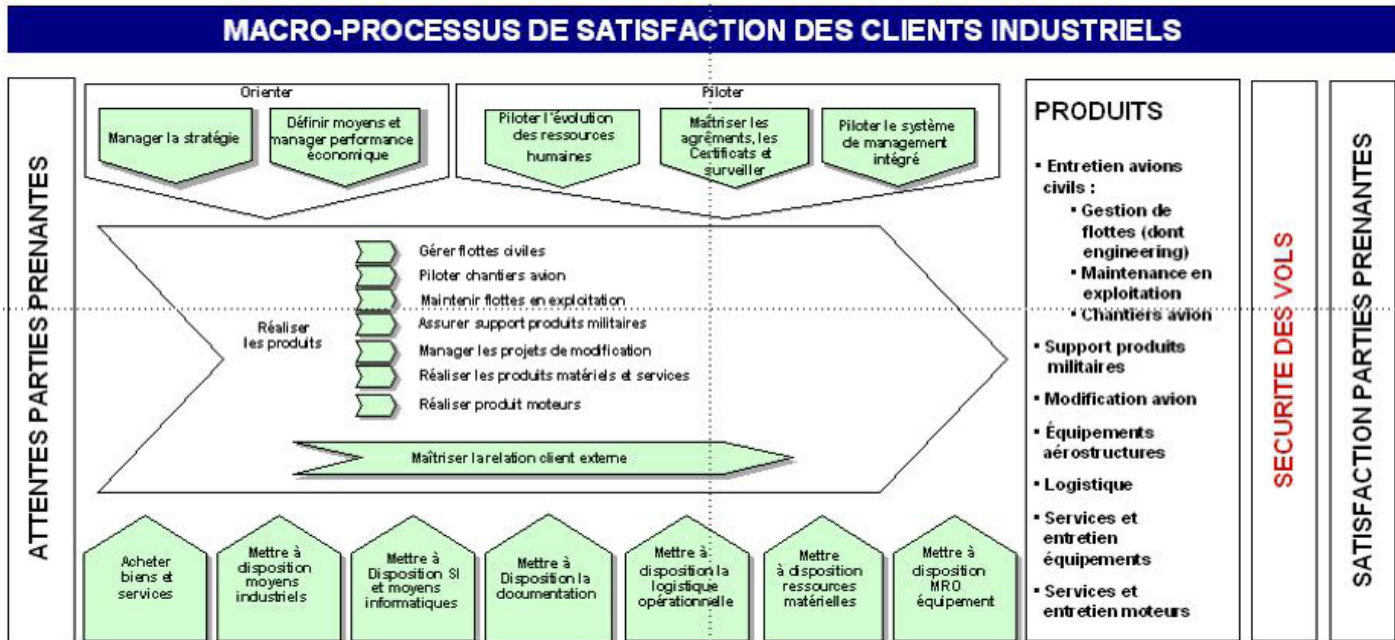 MACRO-PROCESSUS DE SATISFACTION DES CLIENTS INDUSTRIELS
ATTENTES PARTIES PRENANTES
Orienter
Manager la stratégie
Définir moyens et
manager performance
économique
Piloter
Piloter l'évolution
des ressources
humaines
Maîtriser les
agréments, les
Certificats et
surveiller
Piloter le système
de management
intégré
Réaliser
les produits
Gérer flottes civiles
Piloter chantiers avion
Maintenir flottes en exploitation
Assurer support produits militaires
Manager les projets de modification
Réaliser les produits matériels et services
Réaliser produit moteurs
Maîtriser la relation client externe
Acheter
biens et
services
Mettre à
disposition
moyens
industriels
Mettre à
Disposition SI
et moyens
informatiques
Mettre à
Disposition la
documentation
Mettre à
disposition la
logistique
opérationnelle
Mettre
à disposition
ressources
matérielles
Mettre à
disposition
MRO
équipement
PRODUITS
▪ Entretien avions
civils :
▪ Gestion de
flottes (dont
engineering)
▪ Maintenance en
exploitation
▪ Chantiers avion
▪ Support produits
militaires
▪ Modification avion
▪ Équipements
aérostructures
▪ Logistique
▪ Services et
entretien
équipements
▪ Services et
entretien moteurs
SECURITE DES VOLS
SATISFACTION PARTIES PRENANTES